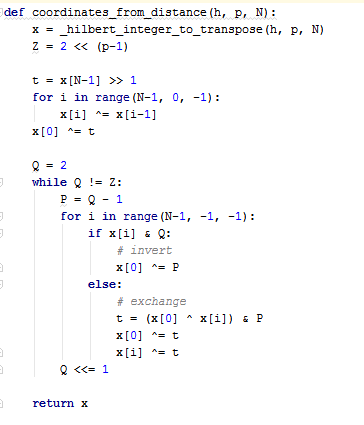 def coordinates_from_distance(h, p, N):
    x = _hilbert_integer_to_transpose(h, p, N)
    Z = 2 << (p-1)

    t = x[N-1] >> 1
    for i in range(N-1, 0, -1):
        x[i] ^= x[i-1]
    x[0] ^= t

    Q = 2
    while Q != Z:
        P = Q - 1
        for i in range(N-1, -1, -1):
            if x[i] & Q:
                # invert
                x[0] ^= P
            else:
                # exchange
                t = (x[0] ^ x[i]) & P
                x[0] ^= t
                x[i] ^= t
        Q <<= 1

    return x